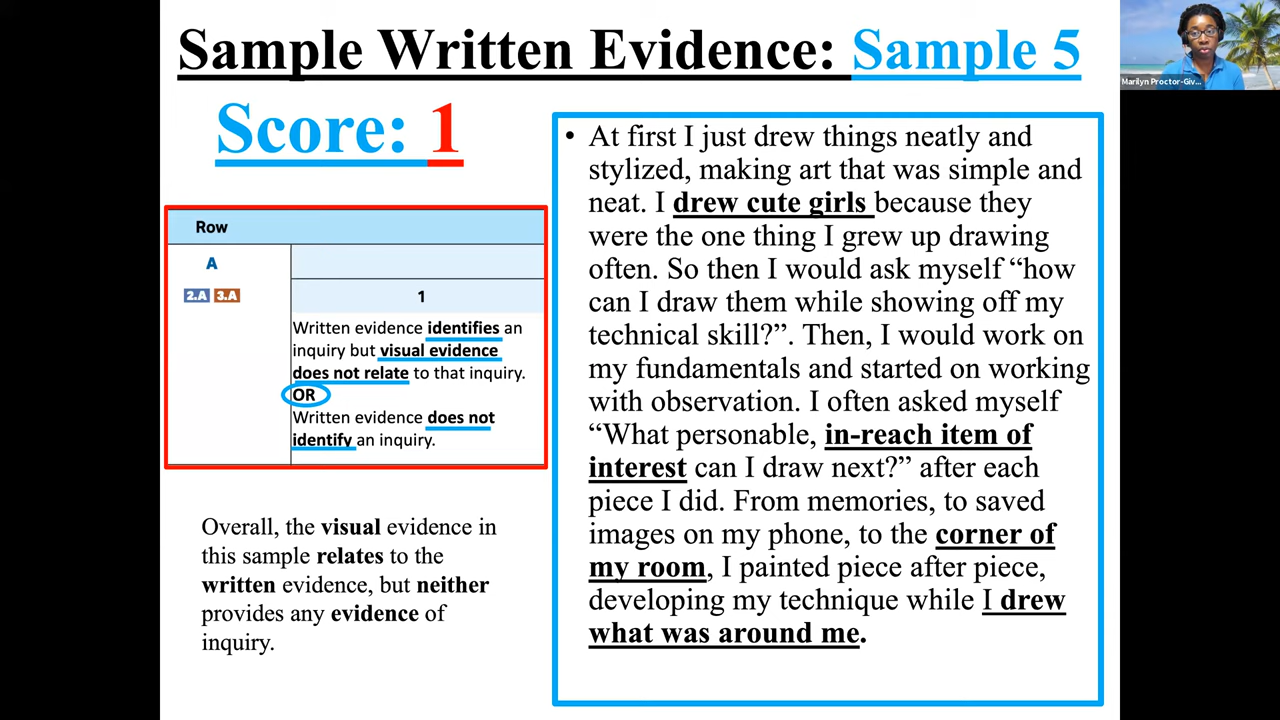 Sample Written Evidence: Sample 5
Score: 1
Marilyn Proctor-Giv...
Row
A
2.A 3.A
1
Written evidence identifies an
inquiry but visual evidence
does not relate to that inquiry.
OR
Written evidence does not
identify an inquiry.
Overall, the visual evidence in
this sample relates to the
written evidence, but neither
provides any evidence of
inquiry.
• At first I just drew things neatly and
stylized, making art that was simple and
neat. I drew cute girls because they
were the one thing I grew up drawing
often. So then I would ask myself “how
can I draw them while showing off my
technical skill?”. Then, I would work on
my fundamentals and started on working
with observation. I often asked myself
“What personable, in-reach item of
interest can I draw next?” after each
piece I did. From memories, to saved
images on my phone, to the corner of
my room, I painted piece after piece,
developing my technique while I drew
what was around me.